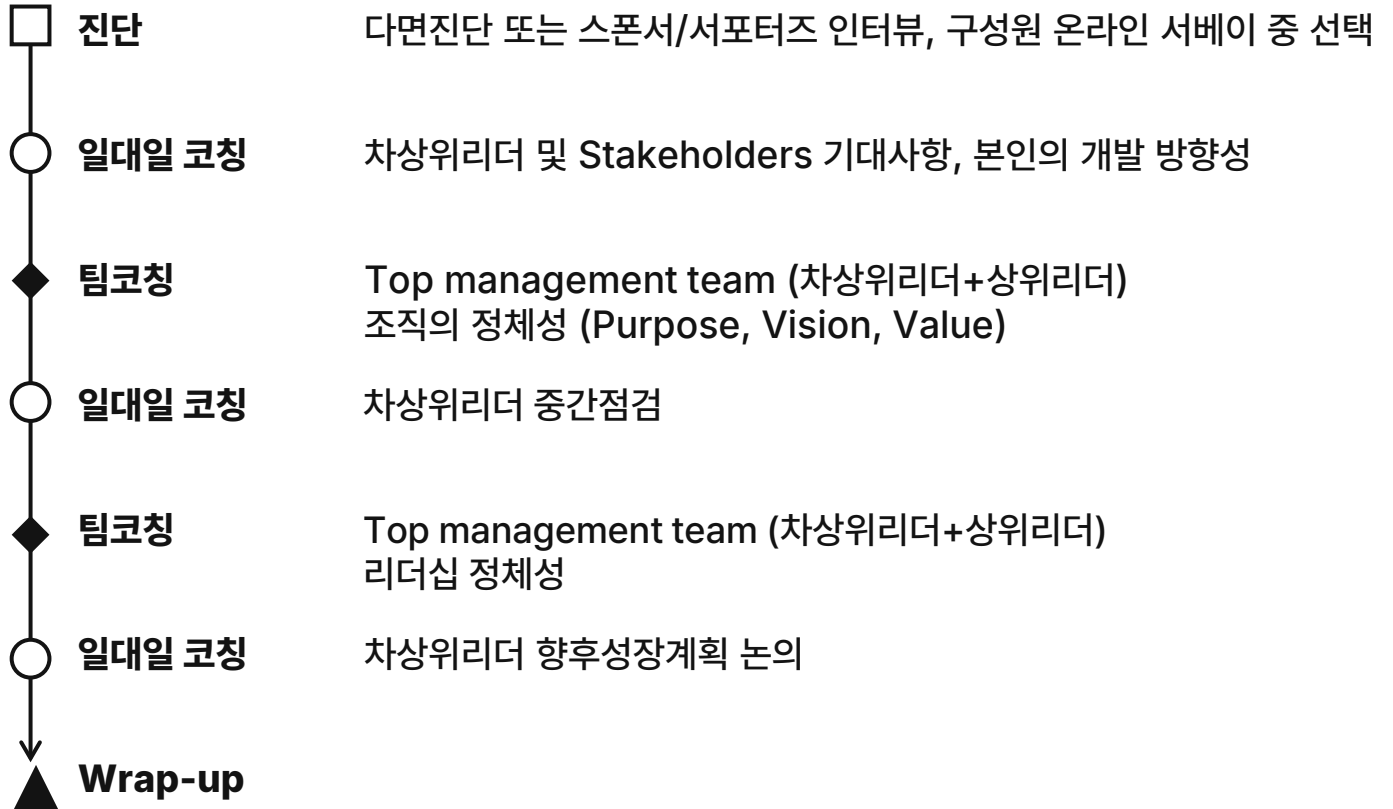 진단
다면진단 또는 스폰서/서포터즈 인터뷰, 구성원 온라인 서베이 중 선택
일대일 코칭
차상위리더 및 Stakeholders 기대사항, 본인의 개발 방향성
팀코칭
Top management team (차상위리더+상위리더)
조직의 정체성 (Purpose, Vision, Value)
일대일 코칭
차상위리더 중간점검
팀코칭
Top management team (차상위리더+상위리더)
리더십 정체성
일대일 코칭
차상위리더 향후성장계획 논의
Wrap-up